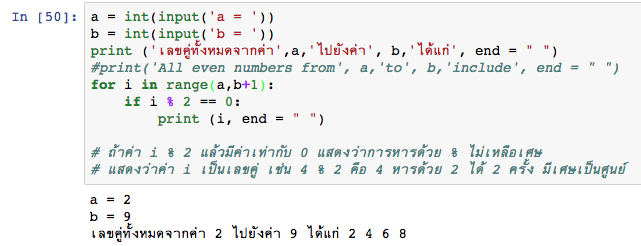 In [50]: a = int(input('a = '))
b = int(input('b = '))
print ('เลขคู่ทั้งหมดจากค่า',a,'ไปยังค่า', b,'ได้แก่', end = " ")
#print('All even numbers from', a,'to', b,'include', end = " ")
for i in range(a,b+1):
if i % 2 == 0:
print (i, end = " ")
# ถ้าค่า i % 2 แล้วมีค่าเท่ากับ 0 แสดงว่าการหารด้วย % ไม่เหลือเศษ
# แสดงว่าค่า i เป็นเลขคู่ เช่น 4 % 2 คือ 4 หารด้วย 2 ได้ 2 ครั้ง มีเศษเป็นศูนย์
a = 2
b = 9
เลขคู่ทั้งหมดจากค่า 2 ไปยังค่า 9 ได้แก่ 2 4 6 8